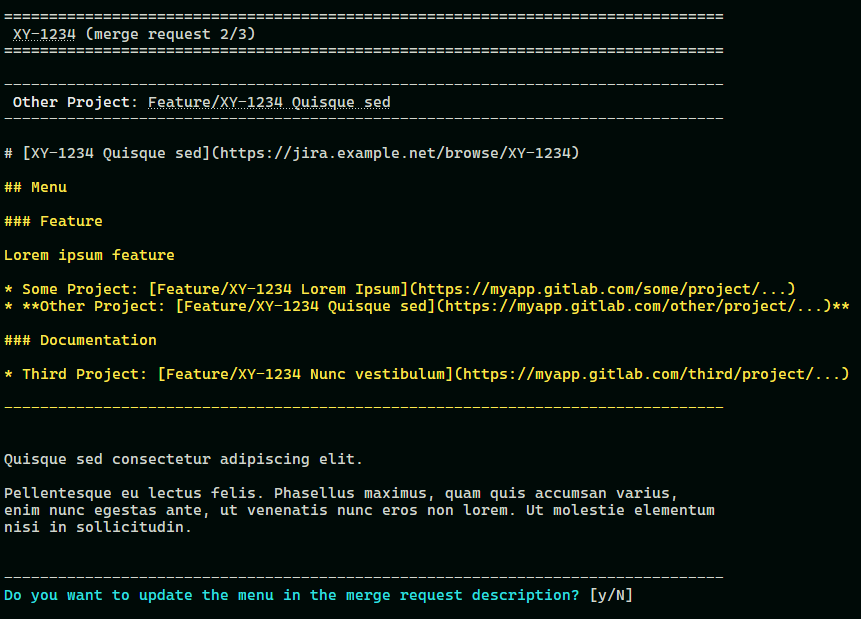 ================================================================================
XY-1234 (merge request 2/3)
================================================================================
--------------------------------------------------------------------------------
Other Project: Feature/XY-1234 Quisque sed
--------------------------------------------------------------------------------
# [XY-1234 Quisque sed](https://jira.example.net/browse/XY-1234)
## Menu
### Feature
Lorem ipsum feature
* Some Project: [Feature/XY-1234 Lorem Ipsum](https://myapp.gitlab.com/some/project/...)
* **Other Project: [Feature/XY-1234 Quisque sed](https://myapp.gitlab.com/other/project/...)**
### Documentation
* Third Project: [Feature/XY-1234 Nunc vestibulum](https://myapp.gitlab.com/third/project/...)
--------------------------------------------------------------------------------
Quisque sed consectetur adipiscing elit.
Pellentesque eu lectus felis. Phasellus maximus, quam quis accumsan varius,
enim nunc egestas ante, ut venenatis nunc eros non lorem. Ut molestie elementum
nisi in sollicitudin.
--------------------------------------------------------------------------------
Do you want to update the menu in the merge request description? [y/N]